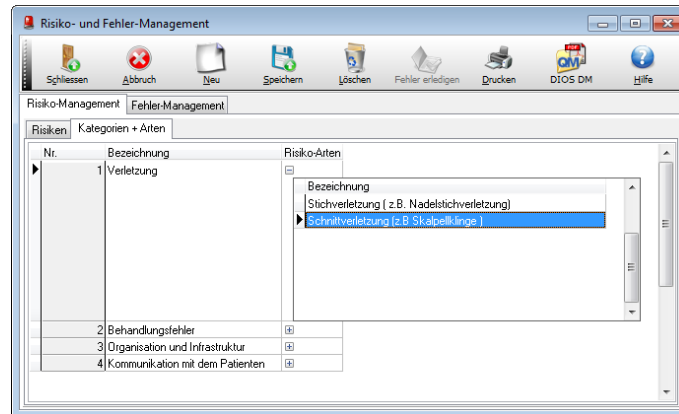 Risiko- und Fehler-Management
Schliessen Abbruch Neu Speichern Löschen Fehler erledigen Drucken DIOS DM Hilfe
PDF
QM
Risiko-Management Fehler-Management
Risiken Kategorien + Arten
Nr. Bezeichnung Risiko-Arten
1 Verletzung
Bezeichnung
Stichverletzung ( z.B. Nadelstichverletzung)
Schnittverletzung (z.B Skalpellklinge )
2 Behandlungsfehler
3 Organisation und Infrastruktur
4 Kommunikation mit dem Patienten